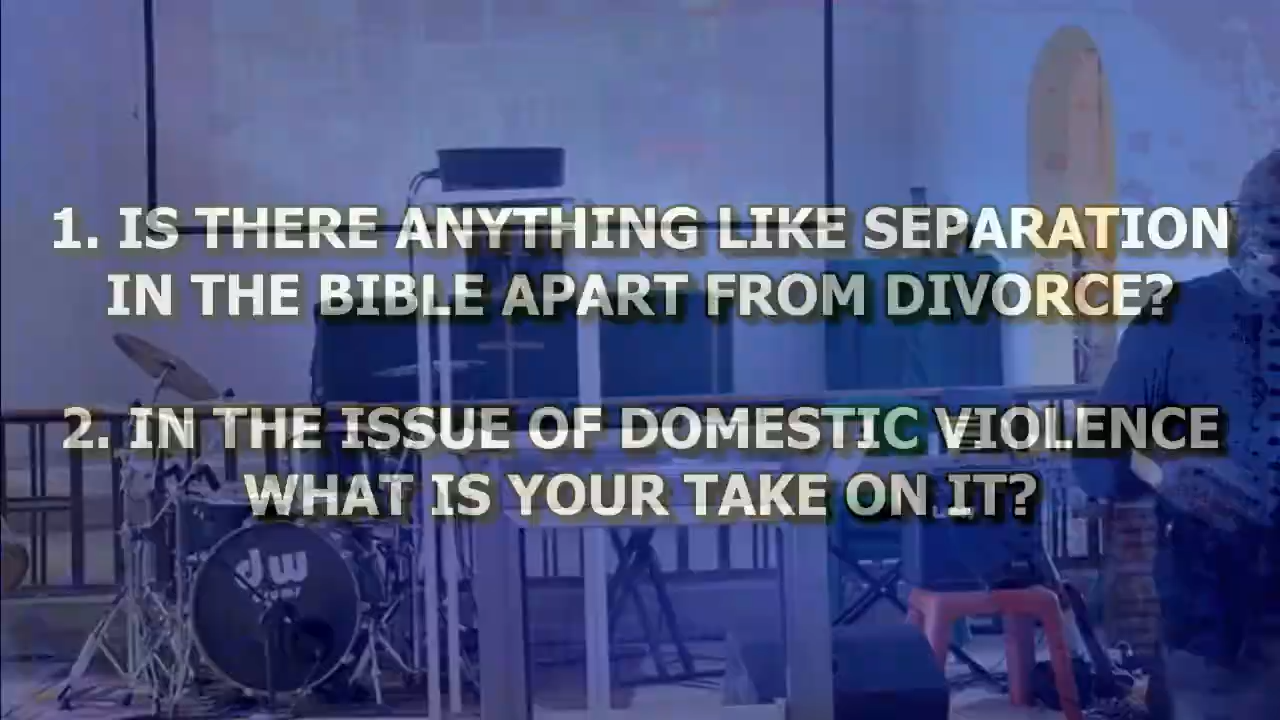 1. IS THERE ANYTHING LIKE SEPARATION
IN THE BIBLE APART FROM DIVORCE?
2. IN THE ISSUE OF DOMESTIC VIOLENCE
WHAT IS YOUR TAKE ON IT?
dw